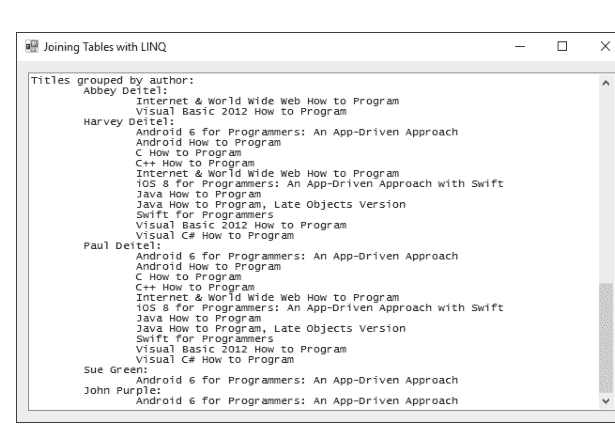 Joining Tables with LINQ
Titles grouped by author:
Abbey Deitel:
Internet & World Wide Web How to Program
Visual Basic 2012 How to Program
Harvey Deitel:
Android 6 for Programmers: An App-Driven Approach
Android How to Program
C How to Program
C++ How to Program
Internet & World Wide Web How to Program
iOS 8 for Programmers: An App-Driven Approach with Swift
Java How to Program
Java How to Program, Late Objects Version
Swift for Programmers
Visual Basic 2012 How to Program
Visual C# How to Program
Paul Deitel:
Android 6 for Programmers: An App-Driven Approach
Android How to Program
C How to Program
C++ How to Program
Internet & World Wide Web How to Program
iOS 8 for Programmers: An App-Driven Approach with Swift
Java How to Program
Java How to Program, Late Objects Version
Swift for Programmers
Visual Basic 2012 How to Program
Visual C# How to Program
Sue Green:
Android 6 for Programmers: An App-Driven Approach
John Purple:
Android 6 for Programmers: An App-Driven Approach